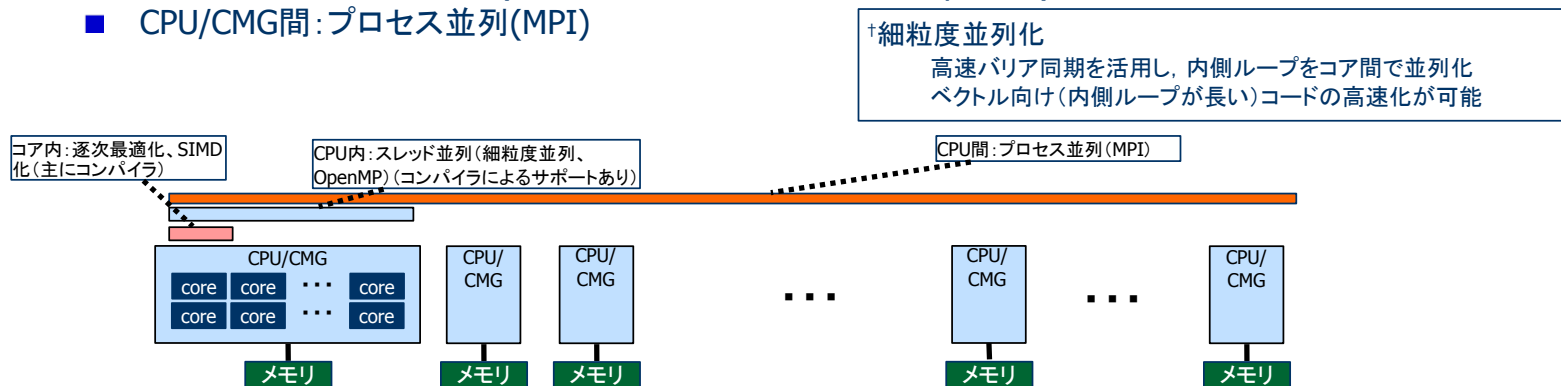 ■ CPU/CMG間：プロセス並列(MPI)
†細粒度並列化
高速バリア同期を活用し，内側ループをコア間で並列化
ベクトル向け（内側ループが長い）コードの高速化が可能
コア内：逐次最適化、SIMD
化（主にコンパイラ）
CPU内：スレッド並列（細粒度並列、
OpenMP）（コンパイラによるサポートあり）
CPU間：プロセス並列（MPI）
CPU/CMG
core core ・・・ core
core core ・・・ core
CPU/
CMG
CPU/
CMG
・・・
CPU/
CMG
・・・
CPU/
CMG
メモリ
メモリ
メモリ
メモリ
メモリ